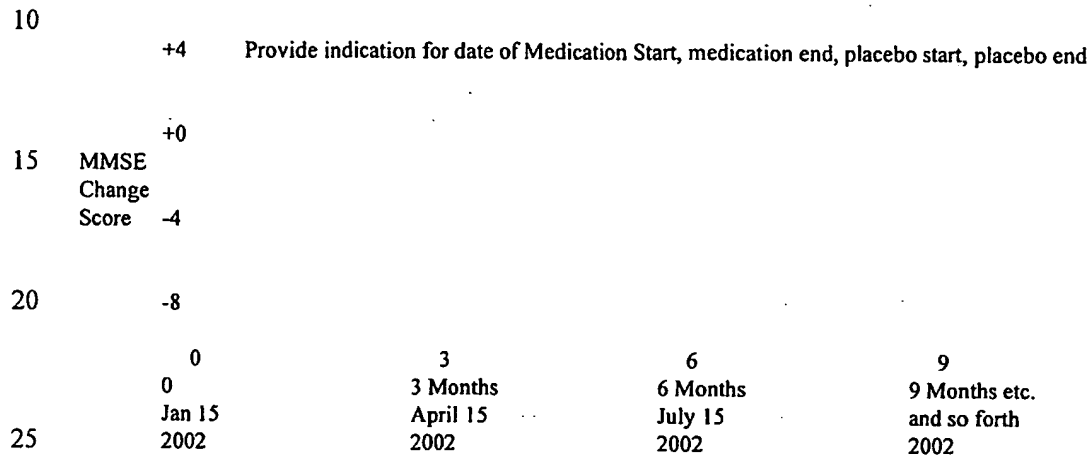 10
+4 Provide indication for date of Medication Start, medication end, placebo start, placebo end
+0
15 MMSE
Change
Score -4
20 -8
0 3 6 9
0 3 Months 6 Months 9 Months etc.
Jan 15 April 15 July 15 and so forth
25 2002 2002 2002 2002